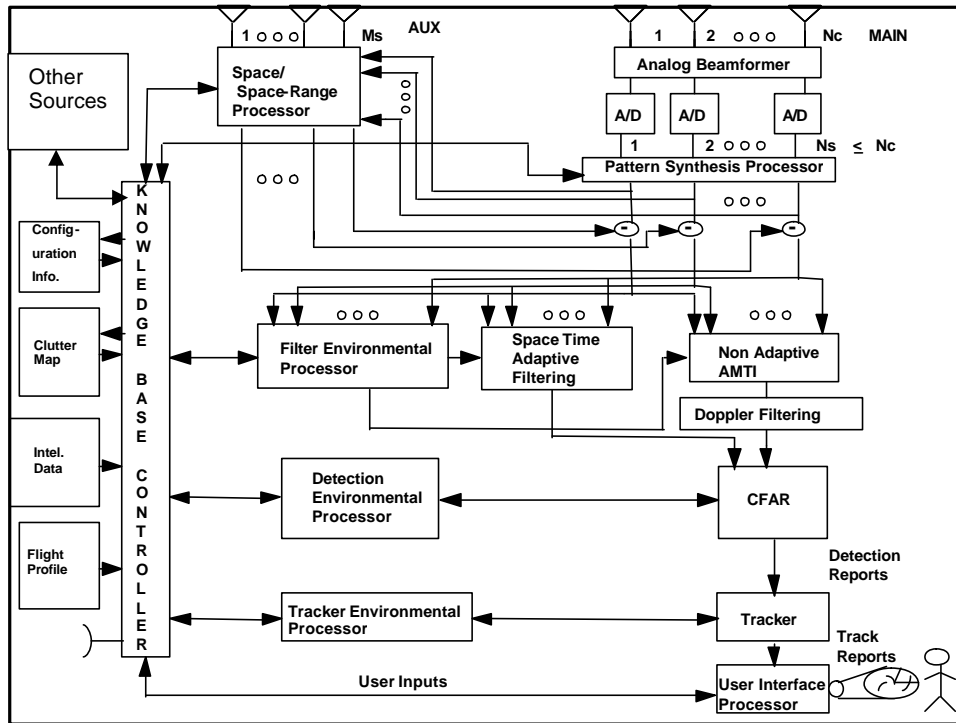 1 Ms AUX
1 2 Nc MAIN
Other
Sources
Space/
Space-Range
Processor
Analog Beamformer
A/D A/D A/D
1 2 Ns ≤ Nc
Pattern Synthesis Processor
- - -
KNOWLEDGE BASE CONTROLLER
Config-
uration
Info.
Clutter
Map
Filter Environmental
Processor
Space Time
Adaptive
Filtering
Non Adaptive
AMTI
Doppler Filtering
Intel.
Data
Detection
Environmental
Processor
CFAR
Flight
Profile
Detection
Reports
Tracker Environmental
Processor
Tracker
Track
Reports
User Inputs
User Interface
Processor